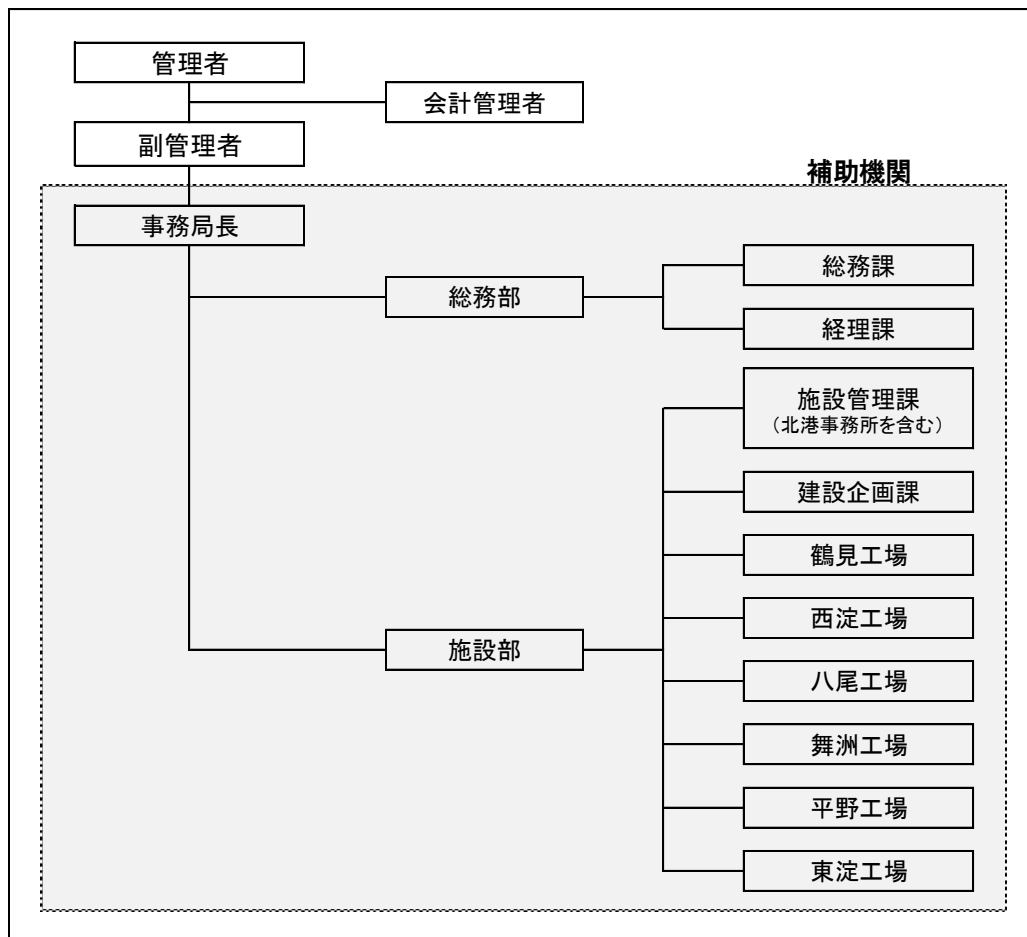 管理者
会計管理者
副管理者
補助機関
事務局長
総務部
総務課
経理課
施設部
施設管理課
（北港事務所を含む）
建設企画課
鶴見工場
西淀工場
八尾工場
舞洲工場
平野工場
東淀工場